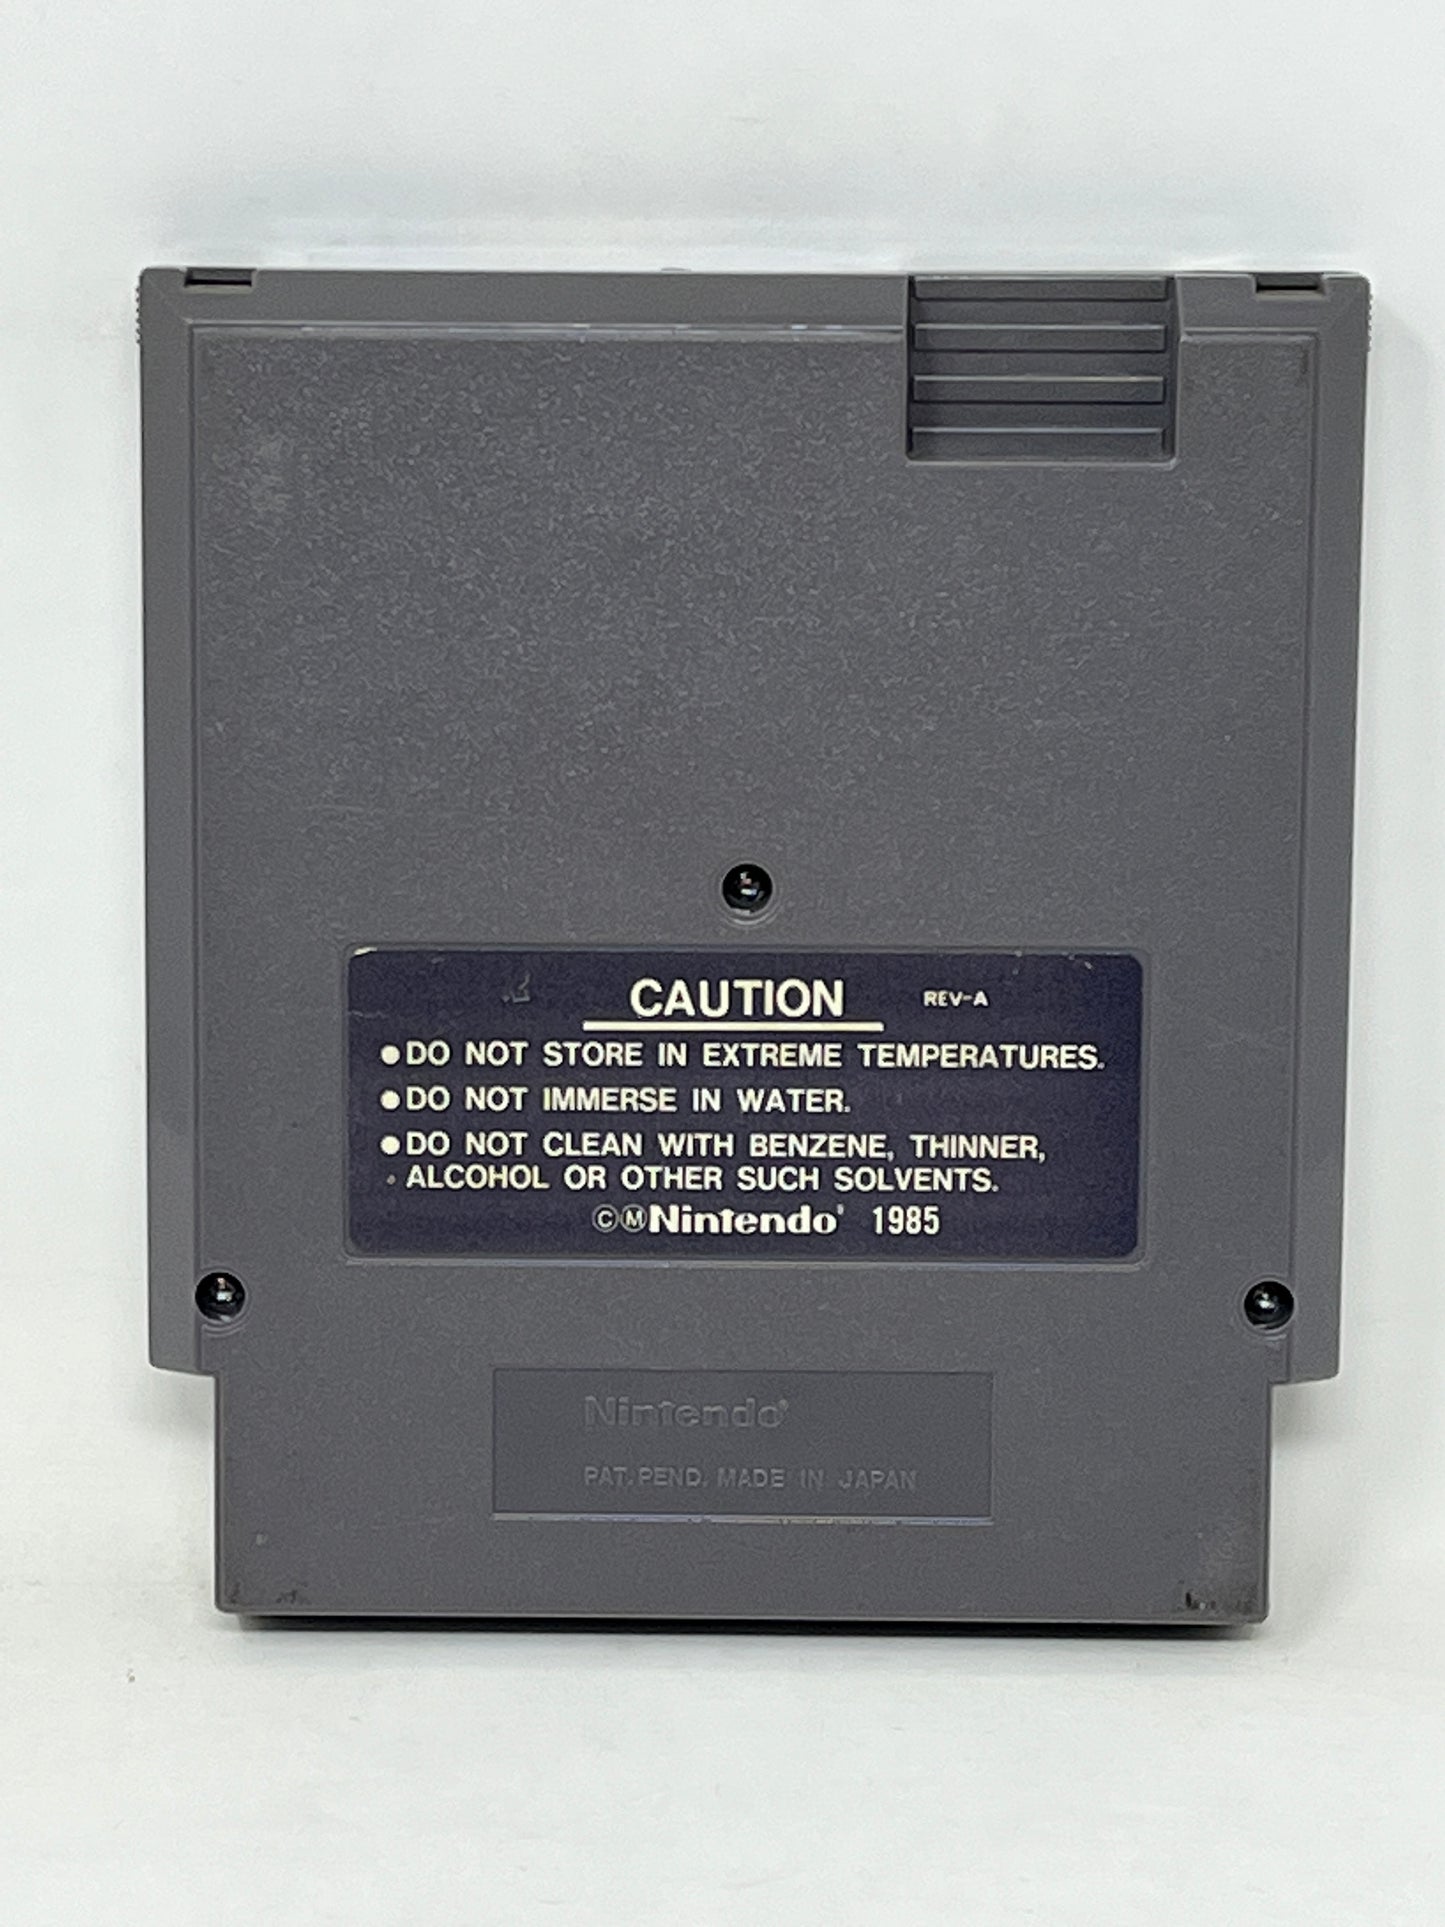 CAUTION REV-A
●DO NOT STORE IN EXTREME TEMPERATURES.
●DO NOT IMMERSE IN WATER.
●DO NOT CLEAN WITH BENZENE, THINNER,
ALCOHOL OR OTHER SUCH SOLVENTS.
ⒸⓂNintendo® 1985
Nintendo®
PAT. PEND. MADE IN JAPAN